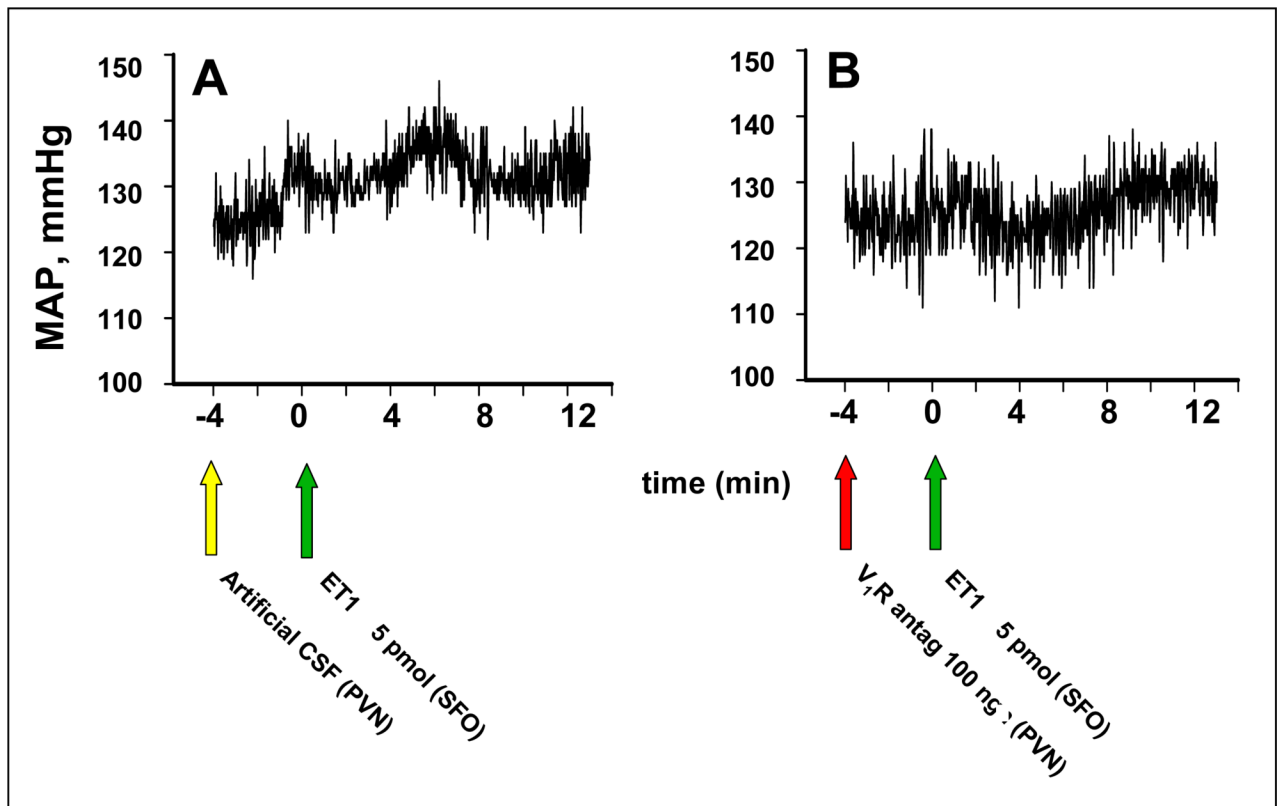 A
B
MAP, mmHg
150
140
130
120
110
100
150
140
130
120
110
100
-4 0 4 8 12
-4 0 4 8 12
time (min)
Artificial CSF (PVN)
ET1 5 pmol (SFO)
V₁R antag 100 ng (PVN)
ET1 5 pmol (SFO)